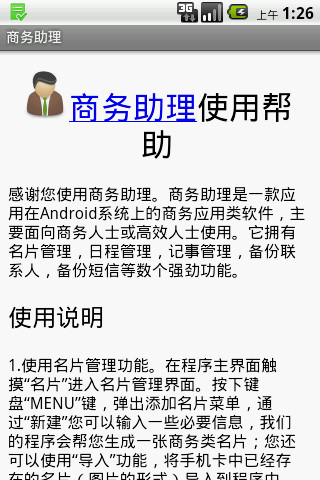 3G
上午 1:26
商务助理
商务助理使用帮
助
感谢您使用商务助理。商务助理是一款应
用在Android系统上的商务应用类软件，主
要面向商务人士或高效人士使用。它拥有
名片管理，日程管理，记事管理，备份联
系人，备份短信等数个强劲功能。
使用说明
1.使用名片管理功能。在程序主界面触
摸“名片”进入名片管理界面。按下键
盘“MENU”键，弹出添加名片菜单，通
过“新建”您可以输入一些必要信息，我们
的程序会帮您生成一张商务类名片；您还
可以使用“导入”功能，将手机卡中已经存
在的名片（图片的形式）导入到程序中